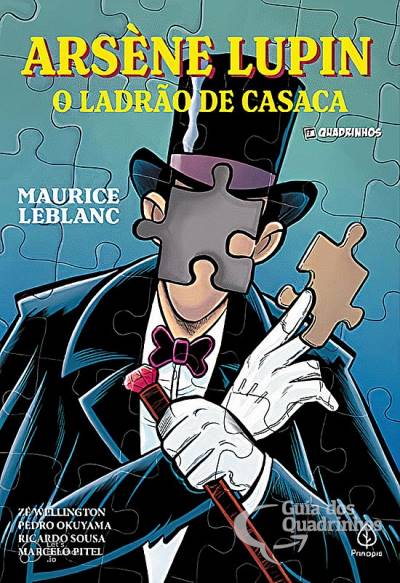 ARSÈNE LUPIN
O LADRÃO DE CASACA
EM QUADRINHOS
MAURICE
LEBLANC
ZÉ WELLINGTON
PEDRO OKUYAMA
RICARDO SOUSA
MARCELO PITEL
Guia dos
Quadrinhos
Principis